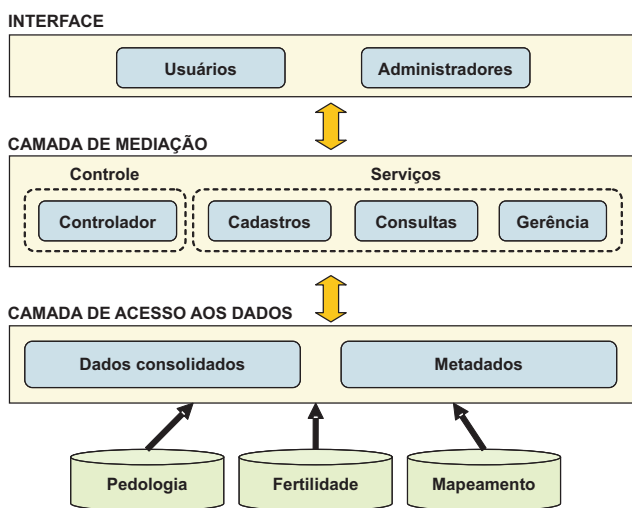 INTERFACE
Usuários
Administradores
CAMADA DE MEDIAÇÃO
Controle
Serviços
Controlador
Cadastros
Consultas
Gerência
CAMADA DE ACESSO AOS DADOS
Dados consolidados
Metadados
Pedologia
Fertilidade
Mapeamento